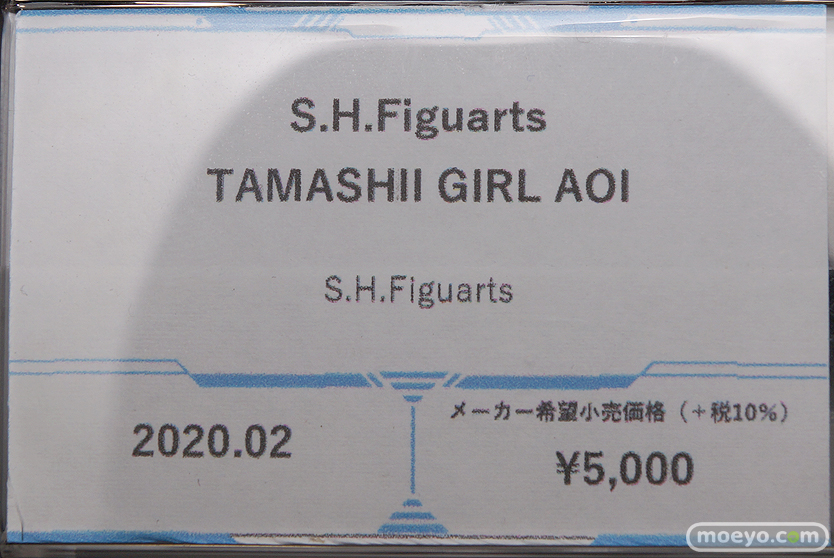 S.H.Figuarts
TAMASHII GIRL AOI
S.H.Figuarts
2020.02
メーカー希望小売価格（＋税10%）
¥5,000
moeyo.com